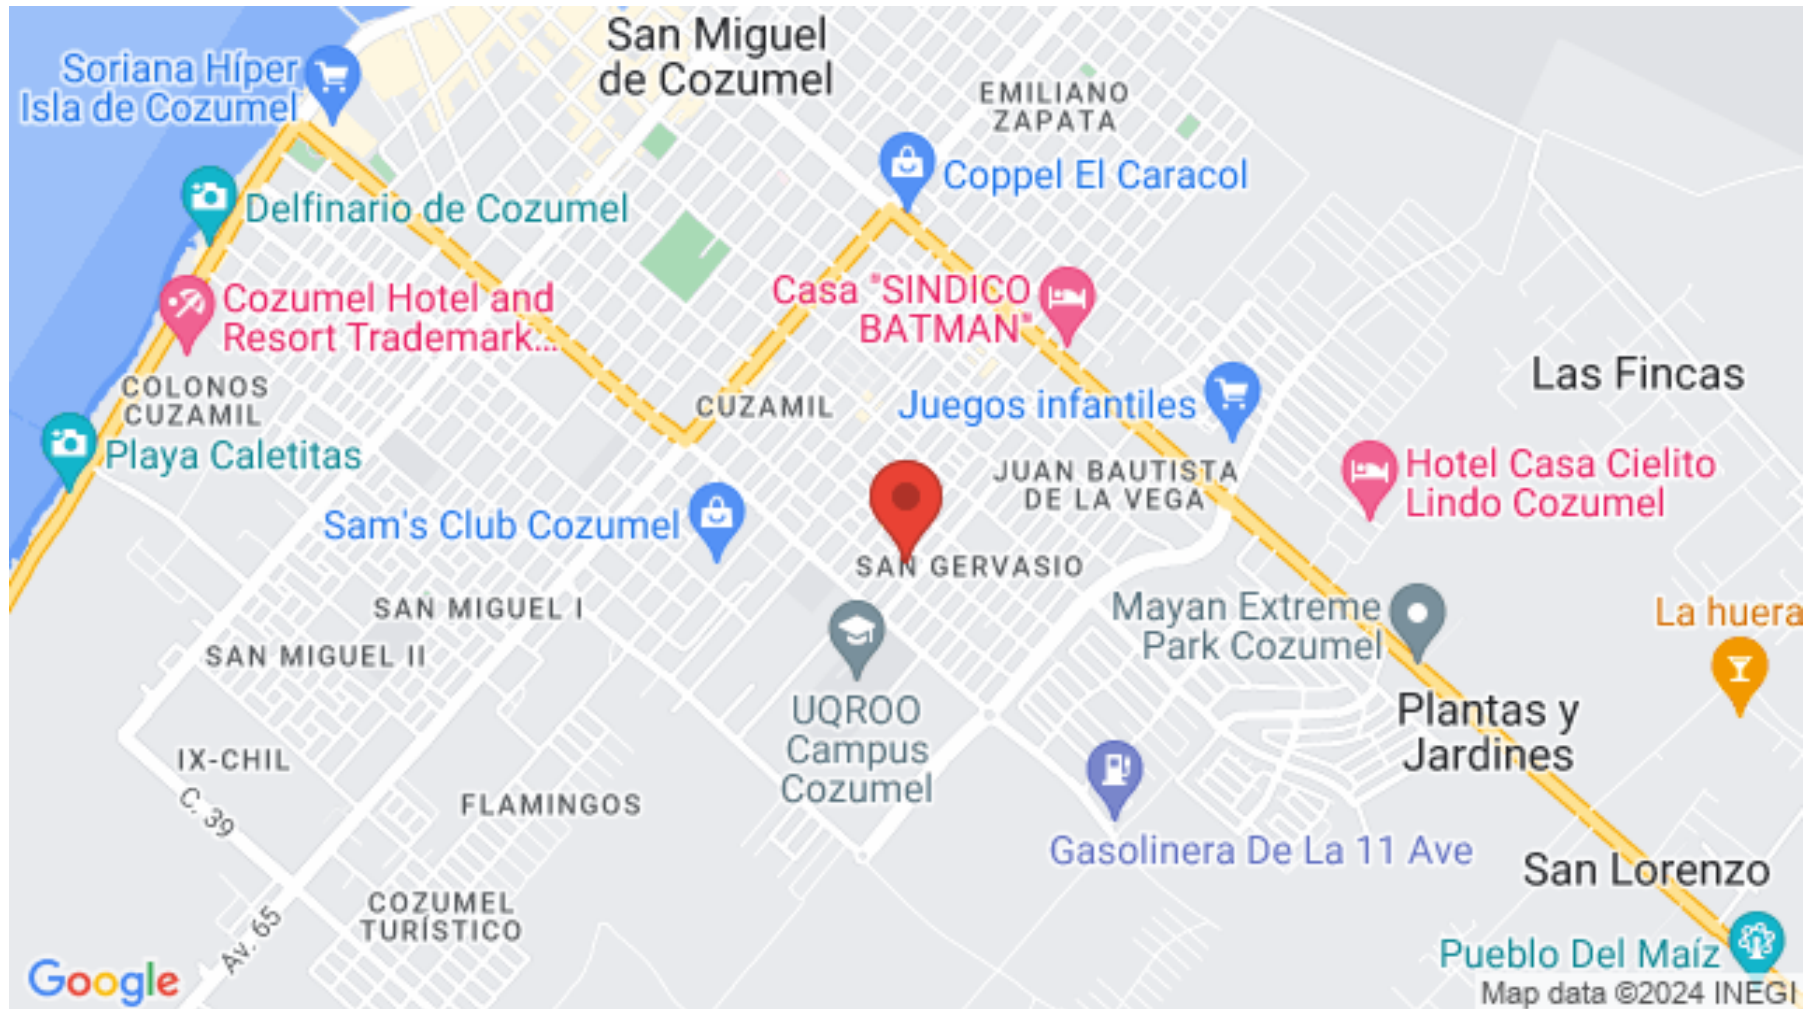 San Miguel
de Cozumel
Soriana Híper
Isla de Cozumel
EMILIANO
ZAPATA
Coppel El Caracol
Delfinario de Cozumel
Casa "SINDICO
BATMAN"
Cozumel Hotel and
Resort Trademark...
COLONOS
CUZAMIL
Las Fincas
CUZAMIL
Juegos infantiles
Playa Caletitas
JUAN BAUTISTA
DE LA VEGA
Hotel Casa Cielito
Lindo Cozumel
Sam's Club Cozumel
SAN GERVASIO
SAN MIGUEL I
Mayan Extreme
Park Cozumel
La huera
SAN MIGUEL II
UQROO
Campus
Cozumel
Plantas y
Jardines
IX-CHIL
C. 39
FLAMINGOS
Gasolinera De La 11 Ave
San Lorenzo
COZUMEL
TURÍSTICO
Av. 65
Pueblo Del Maíz
Google
Map data ©2024 INEGI